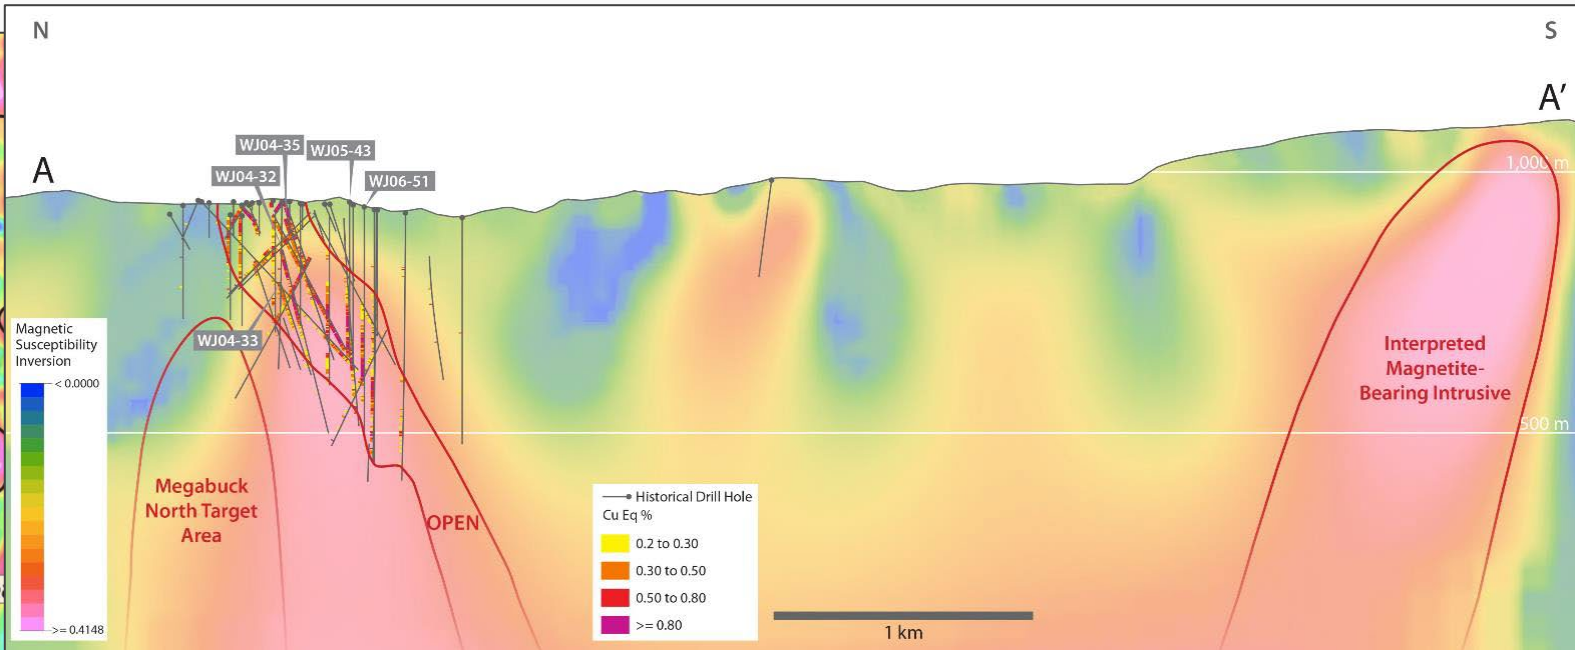 N
S
A
A′
WJ04-35
WJ05-43
WJ04-32
WJ06-51
1,000 m
WJ04-33
Magnetic
Susceptibility
Inversion
< 0.0000
>= 0.4148
Interpreted
Magnetite-
Bearing Intrusive
500 m
Megabuck
North Target
Area
OPEN
Historical Drill Hole
Cu Eq %
0.2 to 0.30
0.30 to 0.50
0.50 to 0.80
>= 0.80
1 km